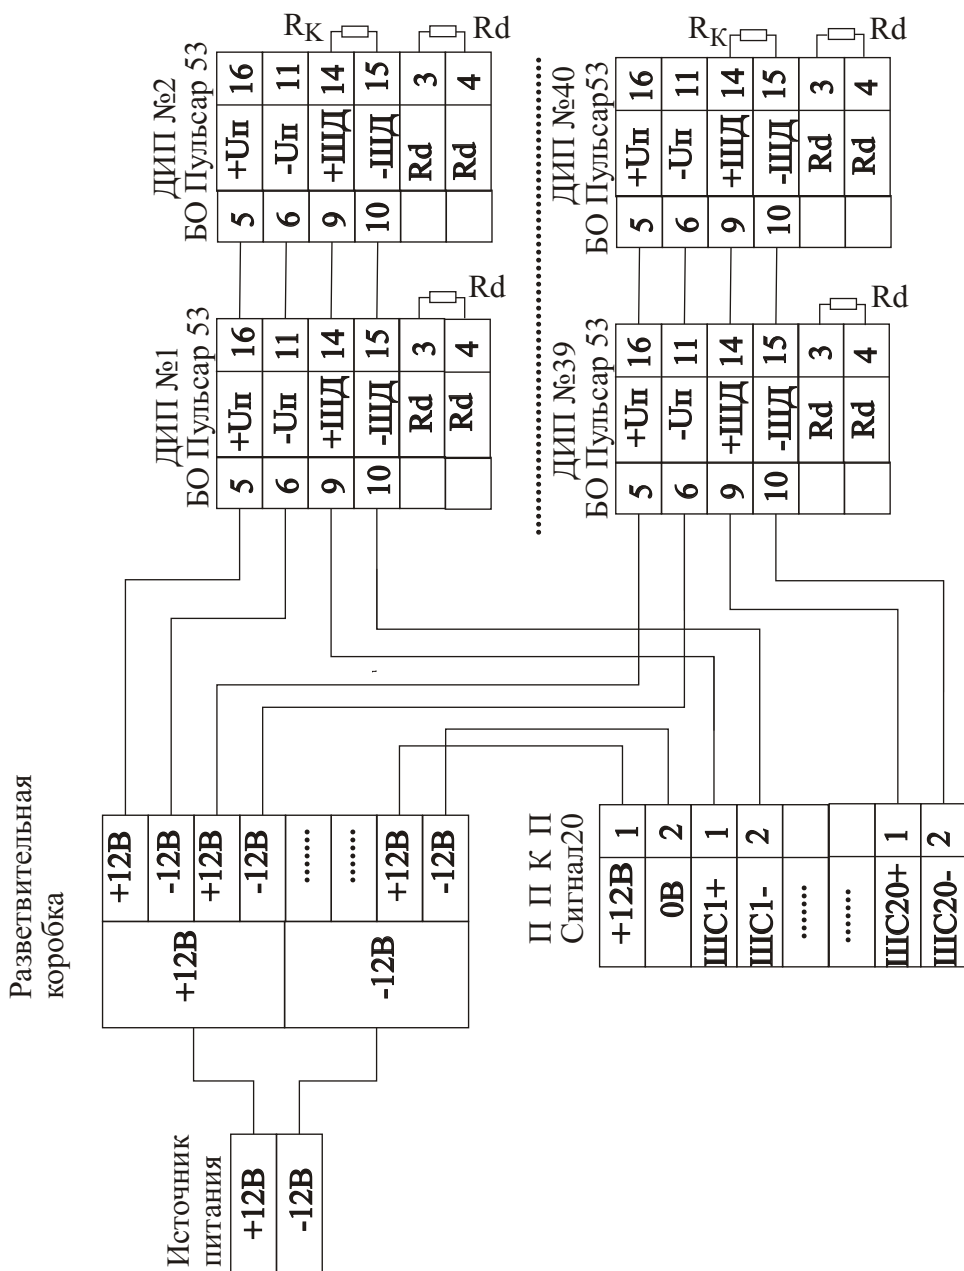 Источник
питания
+12В
-12В
Разветвительная
коробка
+12В
-12В
+12В
-12В
+12В
-12В
........
........
+12В
-12В
ДИП №1
БО Пульсар 53
5 +Uп 16
6 -Uп 11
9 +ШД 14
10 -ШД 15
Rd 3
Rd 4
Rd
ДИП №2
БО Пульсар 53
5 +Uп 16
6 -Uп 11
9 +ШД 14
10 -ШД 15
Rd 3
Rd 4
RК
Rd
П П К П
Сигнал20
+12В 1
0В 2
ШС1+ 1
ШС1- 2
........
........
ШС20+ 1
ШС20- 2
ДИП №39
БО Пульсар 53
5 +Uп 16
6 -Uп 11
9 +ШД 14
10 -ШД 15
Rd 3
Rd 4
Rd
ДИП №40
БО Пульсар53
5 +Uп 16
6 -Uп 11
9 +ШД 14
10 -ШД 15
Rd 3
Rd 4
RК
Rd